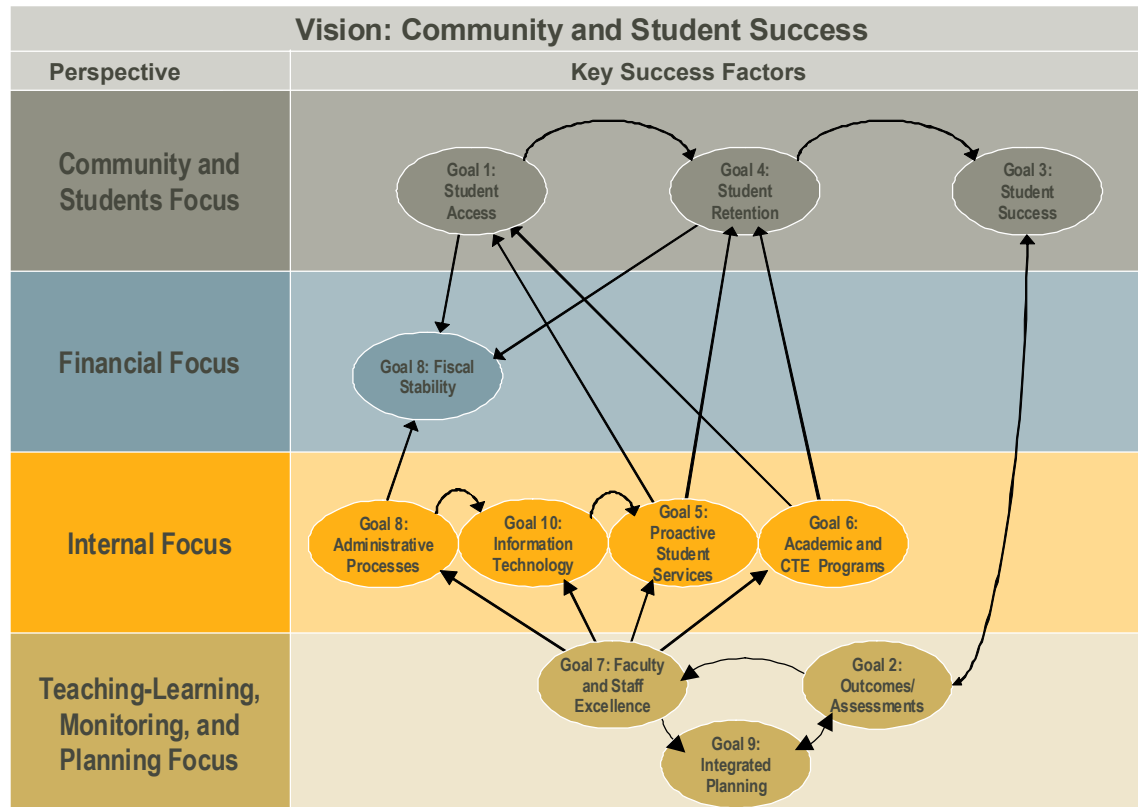 Vision: Community and Student Success
Perspective
Key Success Factors
Community and
Students Focus
Goal 1:
Student
Access
Goal 4:
Student
Retention
Goal 3:
Student
Success
Financial Focus
Goal 8: Fiscal
Stability
Internal Focus
Goal 8:
Administrative
Processes
Goal 10:
Information
Technology
Goal 5:
Proactive
Student
Services
Goal 6:
Academic and
CTE Programs
Teaching-Learning,
Monitoring, and
Planning Focus
Goal 7: Faculty
and Staff
Excellence
Goal 2:
Outcomes/
Assessments
Goal 9:
Integrated
Planning